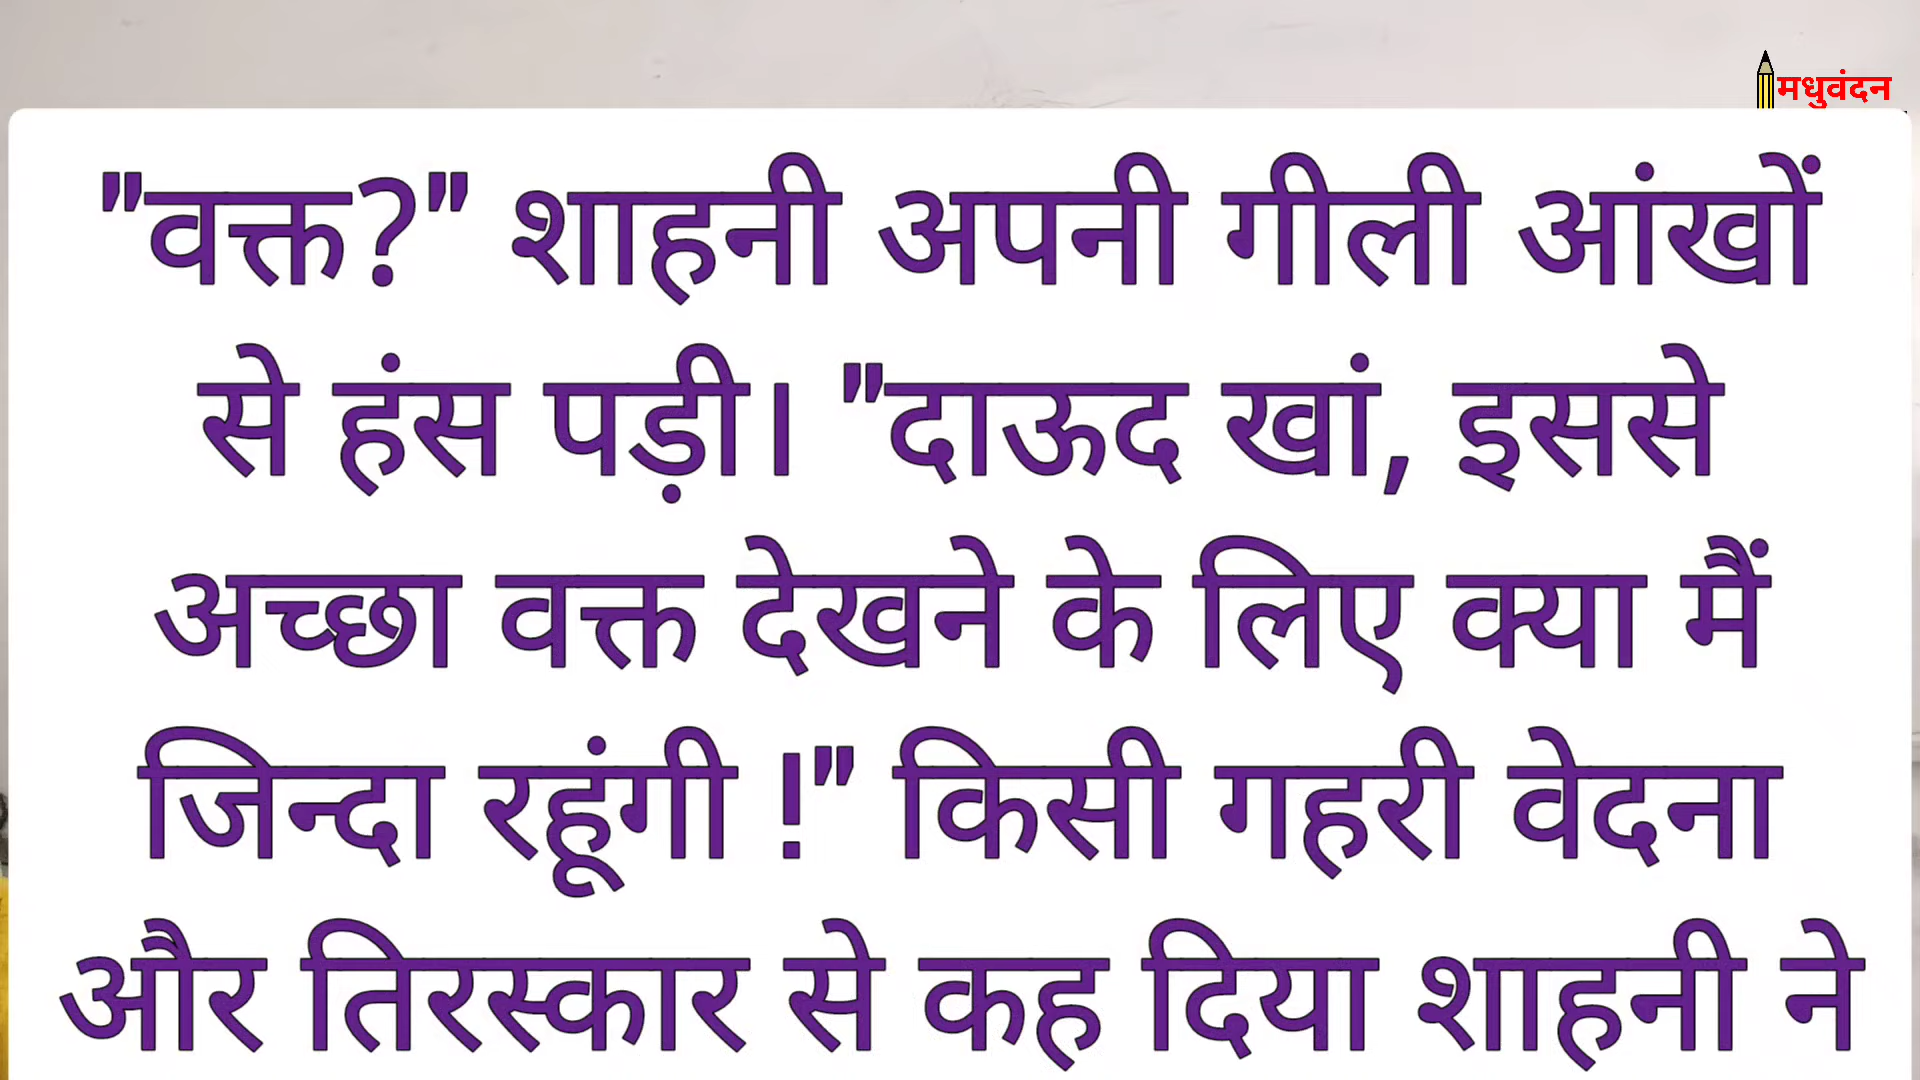 मधुवंदन
"वक्त?" शाहनी अपनी गीली आंखों
से हंस पड़ी। "दाऊद खां, इससे
अच्छा वक्त देखने के लिए क्या मैं
जिन्दा रहूंगी !" किसी गहरी वेदना
और तिरस्कार से कह दिया शाहनी ने